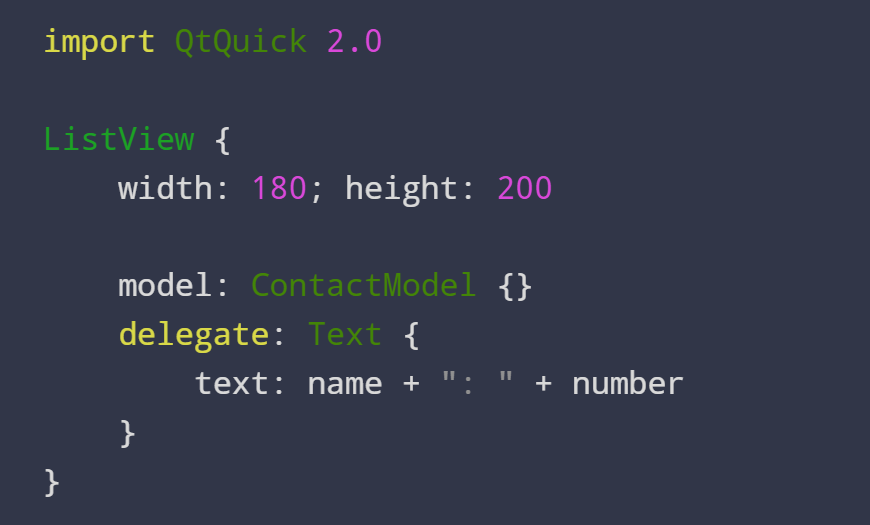 import QtQuick 2.0
ListView {
    width: 180; height: 200
    model: ContactModel {}
    delegate: Text {
        text: name + ": " + number
    }
}